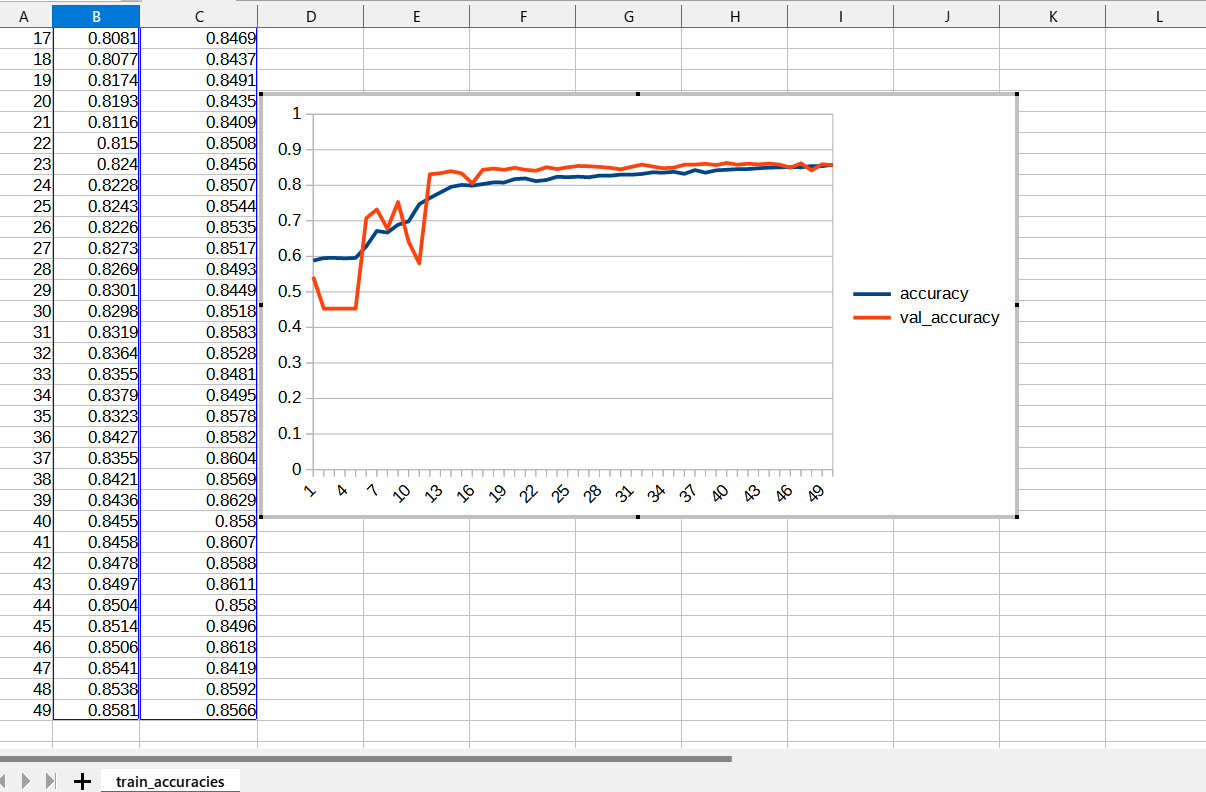 A B C D E F G H I J K L
17 0.8081 0.8469
18 0.8077 0.8437
19 0.8174 0.8491
20 0.8193 0.8435
21 0.8116 0.8409
22 0.815 0.8508
23 0.824 0.8456
24 0.8228 0.8507
25 0.8243 0.8544
26 0.8226 0.8535
27 0.8273 0.8517
28 0.8269 0.8493
29 0.8301 0.8449
30 0.8298 0.8518
31 0.8319 0.8583
32 0.8364 0.8528
33 0.8355 0.8481
34 0.8379 0.8495
35 0.8323 0.8578
36 0.8427 0.8582
37 0.8355 0.8604
38 0.8421 0.8569
39 0.8436 0.8629
40 0.8455 0.858
41 0.8458 0.8607
42 0.8478 0.8588
43 0.8497 0.8611
44 0.8504 0.858
45 0.8514 0.8496
46 0.8506 0.8618
47 0.8541 0.8419
48 0.8538 0.8592
49 0.8581 0.8566
1
0.9
0.8
0.7
0.6
0.5
0.4
0.3
0.2
0.1
0
1 4 7 10 13 16 19 22 25 28 31 34 37 40 43 46 49
accuracy
val_accuracy
train_accuracies